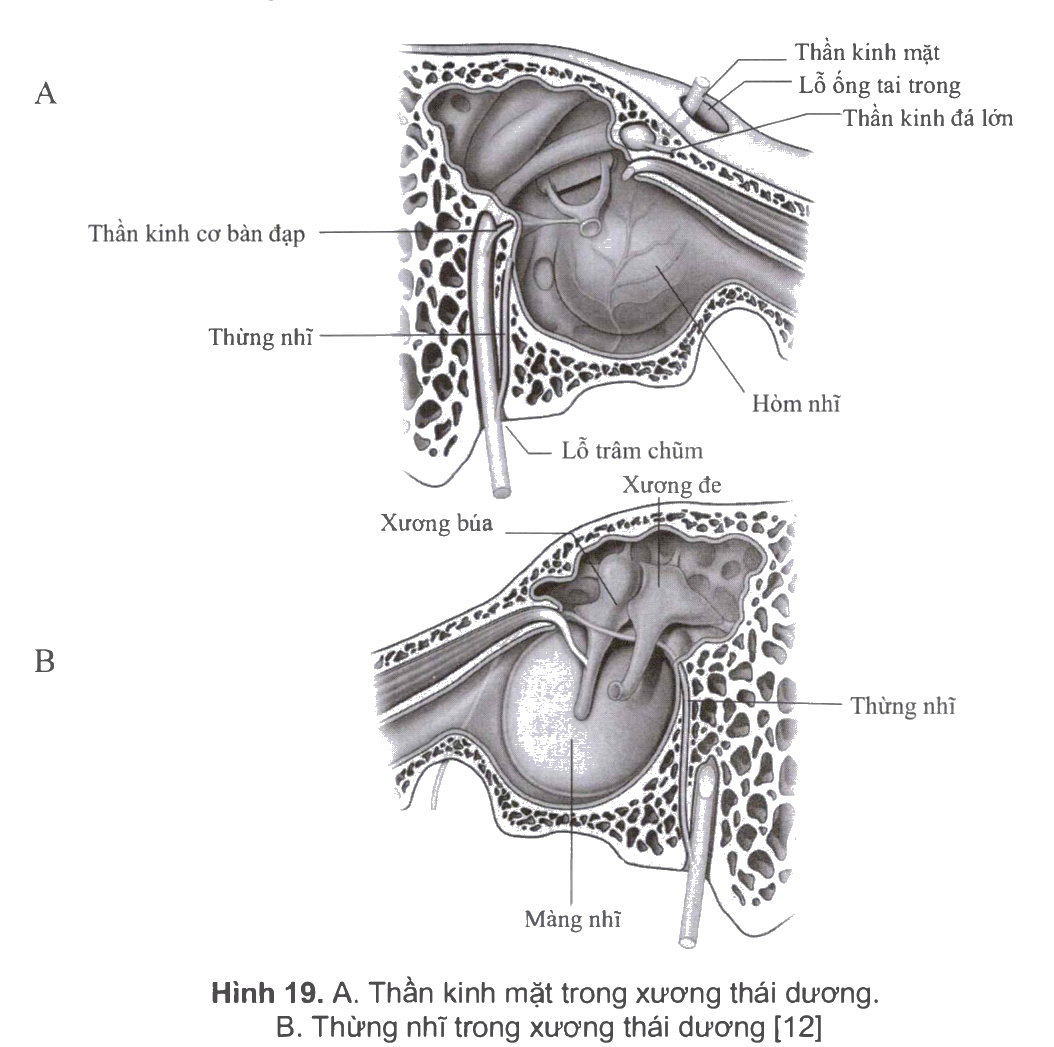 A
Thần kinh mặt
Lỗ ống tai trong
Thần kinh đá lớn
Thần kinh cơ bàn đạp
Thừng nhĩ
Hòm nhĩ
Lỗ trâm chũm
Xương đe
Xương búa
B
Thừng nhĩ
Màng nhĩ
Hình 19. A. Thần kinh mặt trong xương thái dương.
B. Thừng nhĩ trong xương thái dương [12]